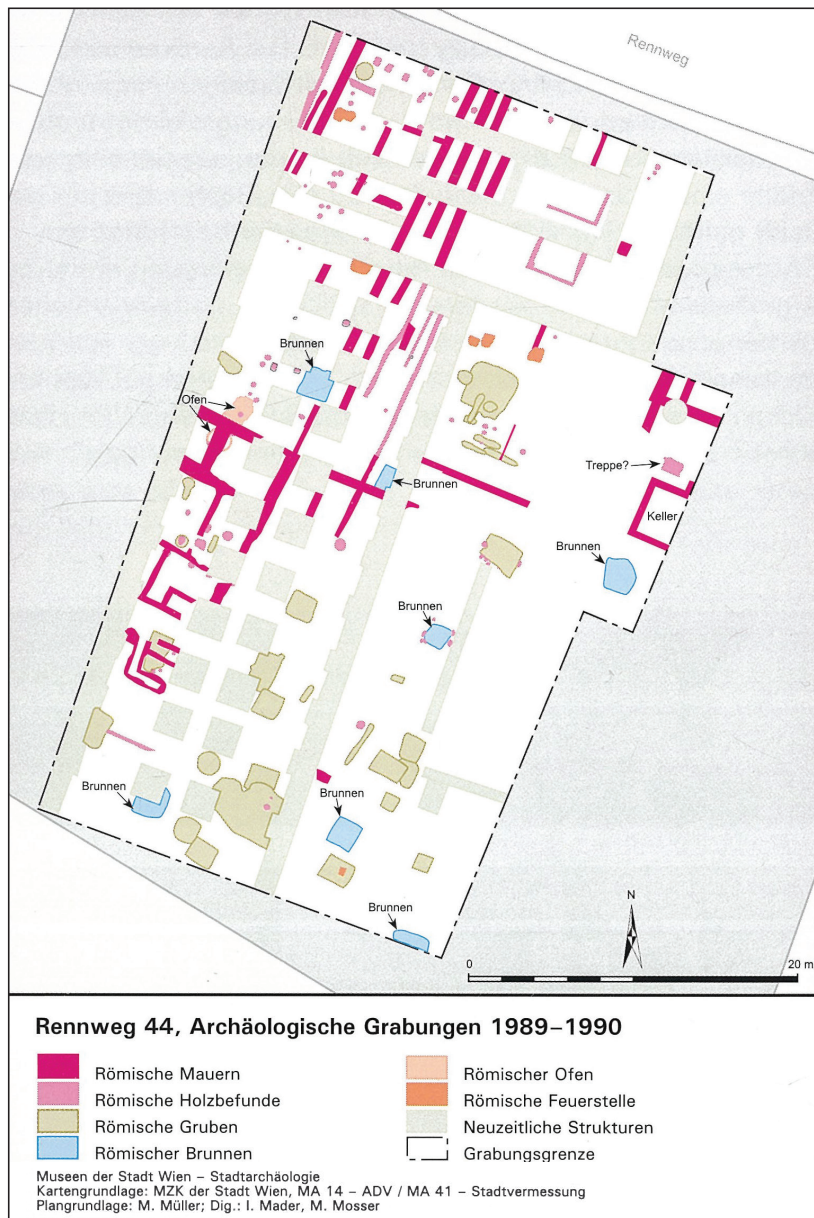 Rennweg
Brunnen
Ofen
Brunnen
Treppe?
Keller
Brunnen
Brunnen
Brunnen
Brunnen
Brunnen
N
0
20 m
Rennweg 44, Archäologische Grabungen 1989–1990
Römische Mauern
Römische Holzbefunde
Römische Gruben
Römischer Brunnen
Römischer Ofen
Römische Feuerstelle
Neuzeitliche Strukturen
Grabungsgrenze
Museen der Stadt Wien – Stadtarchäologie
Kartengrundlage: MZK der Stadt Wien, MA 14 – ADV / MA 41 – Stadtvermessung
Plangrundlage: M. Müller; Dig.: I. Mader, M. Mosser